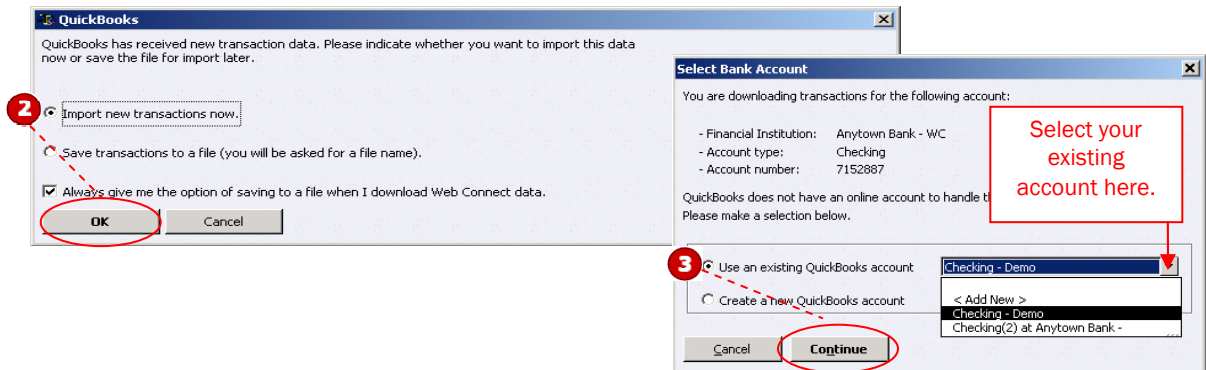 QuickBooks
QuickBooks has received new transaction data. Please indicate whether you want to import this data
now or save the file for import later.
2
Import new transactions now.
Save transactions to a file (you will be asked for a file name).
Always give me the option of saving to a file when I download Web Connect data.
OK Cancel
Select Bank Account
You are downloading transactions for the following account:
- Financial Institution: Anytown Bank - WC
- Account type: Checking
- Account number: 7152887
Select your
existing
account here.
QuickBooks does not have an online account to handle
Please make a selection below.
3
Use an existing QuickBooks account Checking - Demo
Create a new QuickBooks account
< Add New >
Checking - Demo
Checking(2) at Anytown Bank -
Cancel Continue